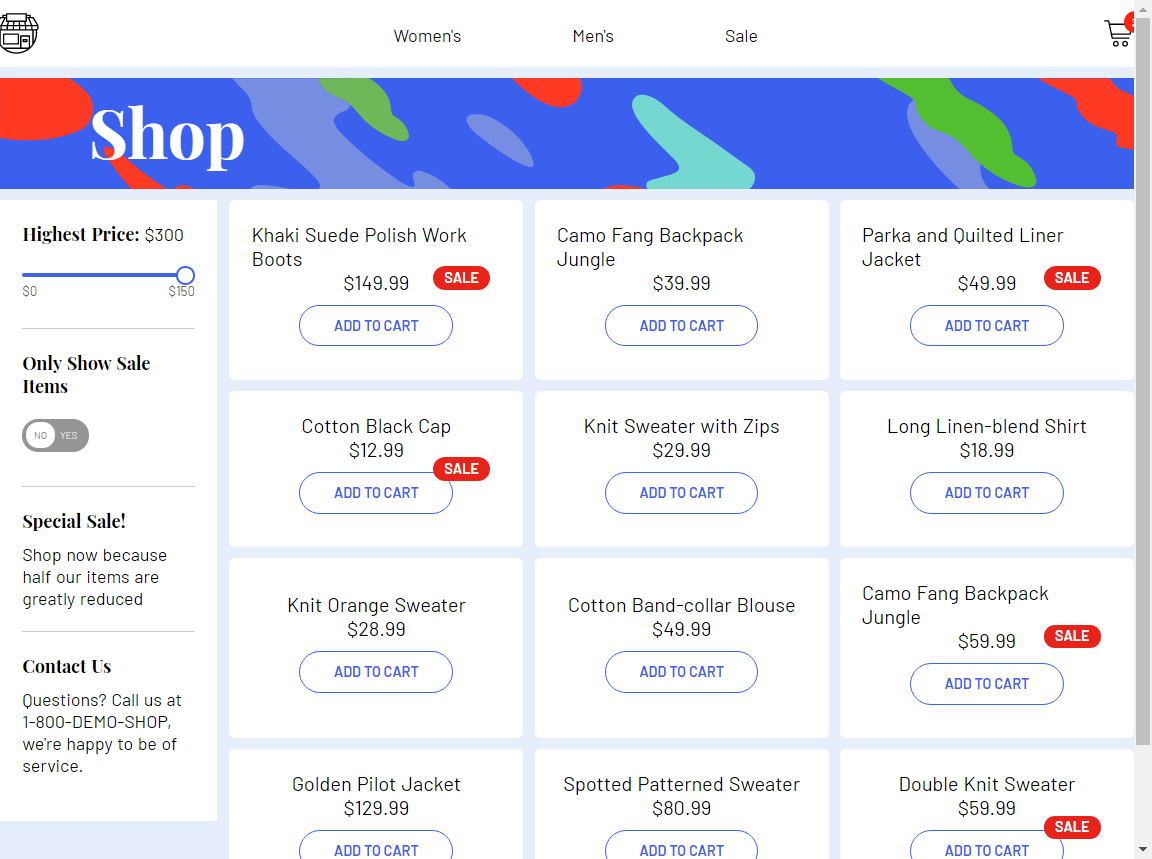 Women's
Men's
Sale
Shop
Highest Price: $300
$0
$150
Only Show Sale
Items
NO YES
Special Sale!
Shop now because
half our items are
greatly reduced
Contact Us
Questions? Call us at
1-800-DEMO-SHOP,
we're happy to be of
service.
Khaki Suede Polish Work
Boots
$149.99
SALE
ADD TO CART
Camo Fang Backpack
Jungle
$39.99
ADD TO CART
Parka and Quilted Liner
Jacket
$49.99
SALE
ADD TO CART
Cotton Black Cap
$12.99
SALE
ADD TO CART
Knit Sweater with Zips
$29.99
ADD TO CART
Long Linen-blend Shirt
$18.99
ADD TO CART
Knit Orange Sweater
$28.99
ADD TO CART
Cotton Band-collar Blouse
$49.99
ADD TO CART
Camo Fang Backpack
Jungle
$59.99
SALE
ADD TO CART
Golden Pilot Jacket
$129.99
ADD TO CART
Spotted Patterned Sweater
$80.99
ADD TO CART
Double Knit Sweater
$59.99
SALE
ADD TO CART